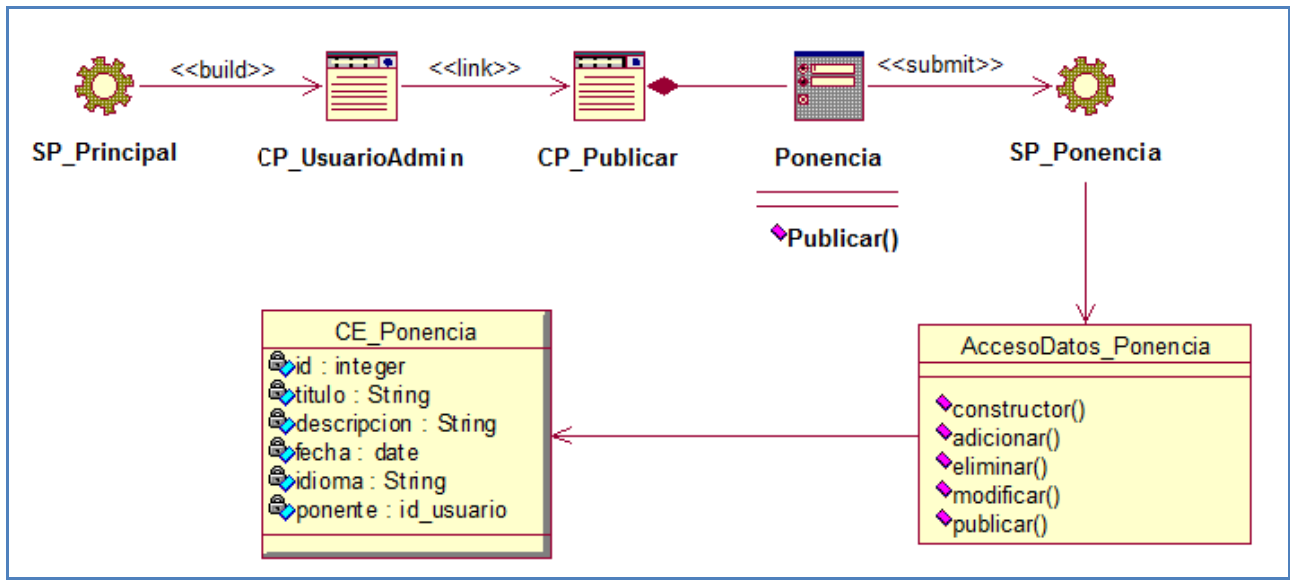 <<build>>
<<link>>
<<submit>>
SP_Principal
CP_UsuarioAdmin
CP_Publicar
Ponencia
SP_Ponencia
Publicar()
CE_Ponencia
id : integer
titulo : String
descripcion : String
fecha : date
idioma : String
ponente : id_usuario
AccesoDatos_Ponencia
constructor()
adicionar()
eliminar()
modificar()
publicar()